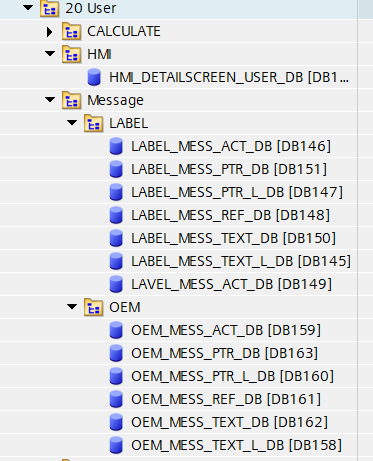 20 User
CALCULATE
HMI
HMI_DETAILSCREEN_USER_DB [DB1...
Message
LABEL
LABEL_MESS_ACT_DB [DB146]
LABEL_MESS_PTR_DB [DB151]
LABEL_MESS_PTR_L_DB [DB147]
LABEL_MESS_REF_DB [DB148]
LABEL_MESS_TEXT_DB [DB150]
LABEL_MESS_TEXT_L_DB [DB145]
LAVEL_MESS_ACT_DB [DB149]
OEM
OEM_MESS_ACT_DB [DB159]
OEM_MESS_PTR_DB [DB163]
OEM_MESS_PTR_L_DB [DB160]
OEM_MESS_REF_DB [DB161]
OEM_MESS_TEXT_DB [DB162]
OEM_MESS_TEXT_L_DB [DB158]